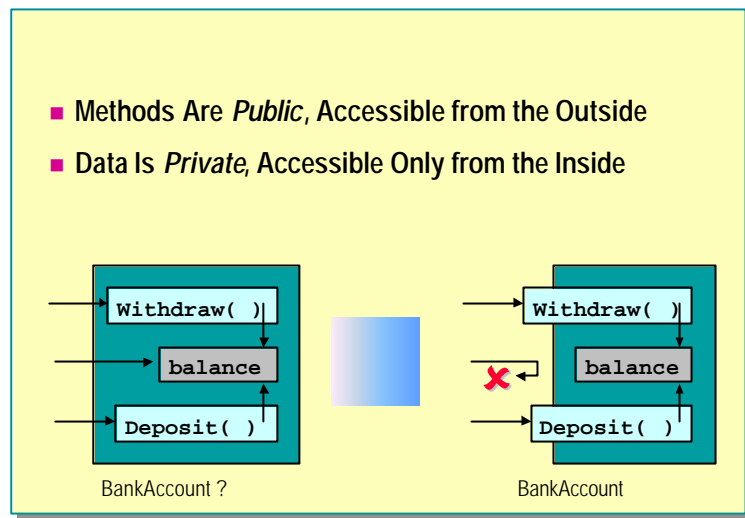 Methods Are Public, Accessible from the Outside
Data Is Private, Accessible Only from the Inside
Withdraw( )
balance
Deposit( )
BankAccount ?
Withdraw( )
balance
Deposit( )
BankAccount